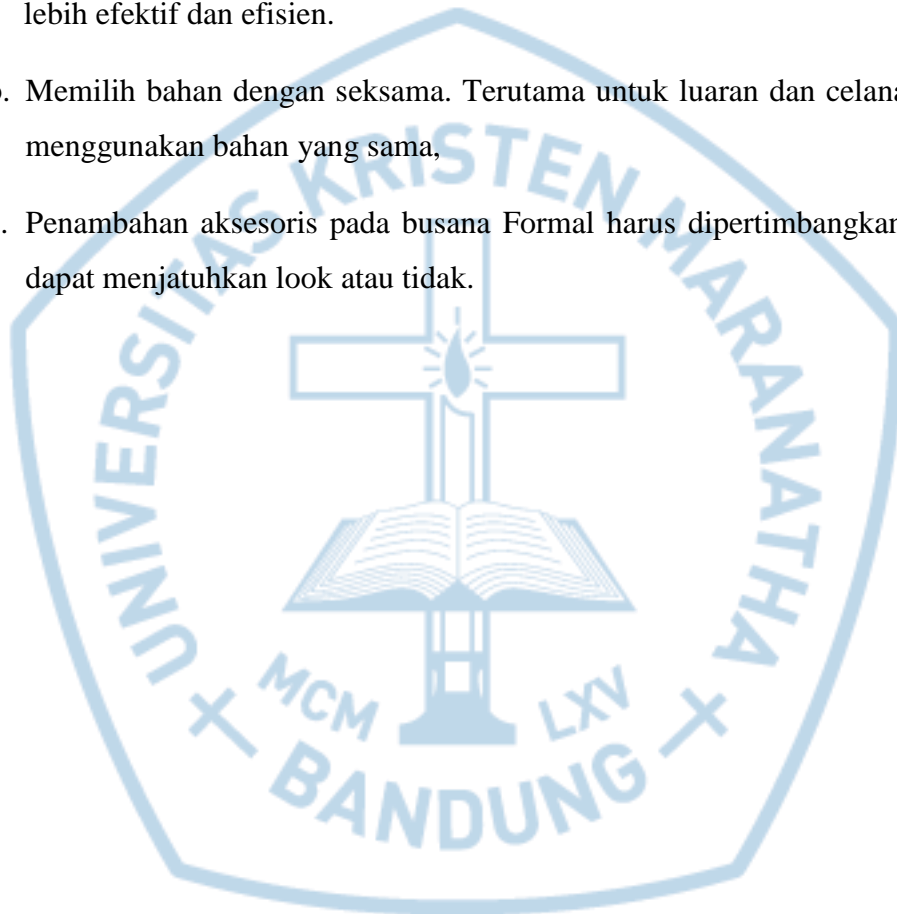 lebih efektif dan efisien.
. Memilih bahan dengan seksama. Terutama untuk luaran dan celana
menggunakan bahan yang sama,
. Penambahan aksesoris pada busana Formal harus dipertimbangkan
dapat menjatuhkan look atau tidak.
UNIVERSITAS KRISTEN MARANATHA
MCM LXV
BANDUNG